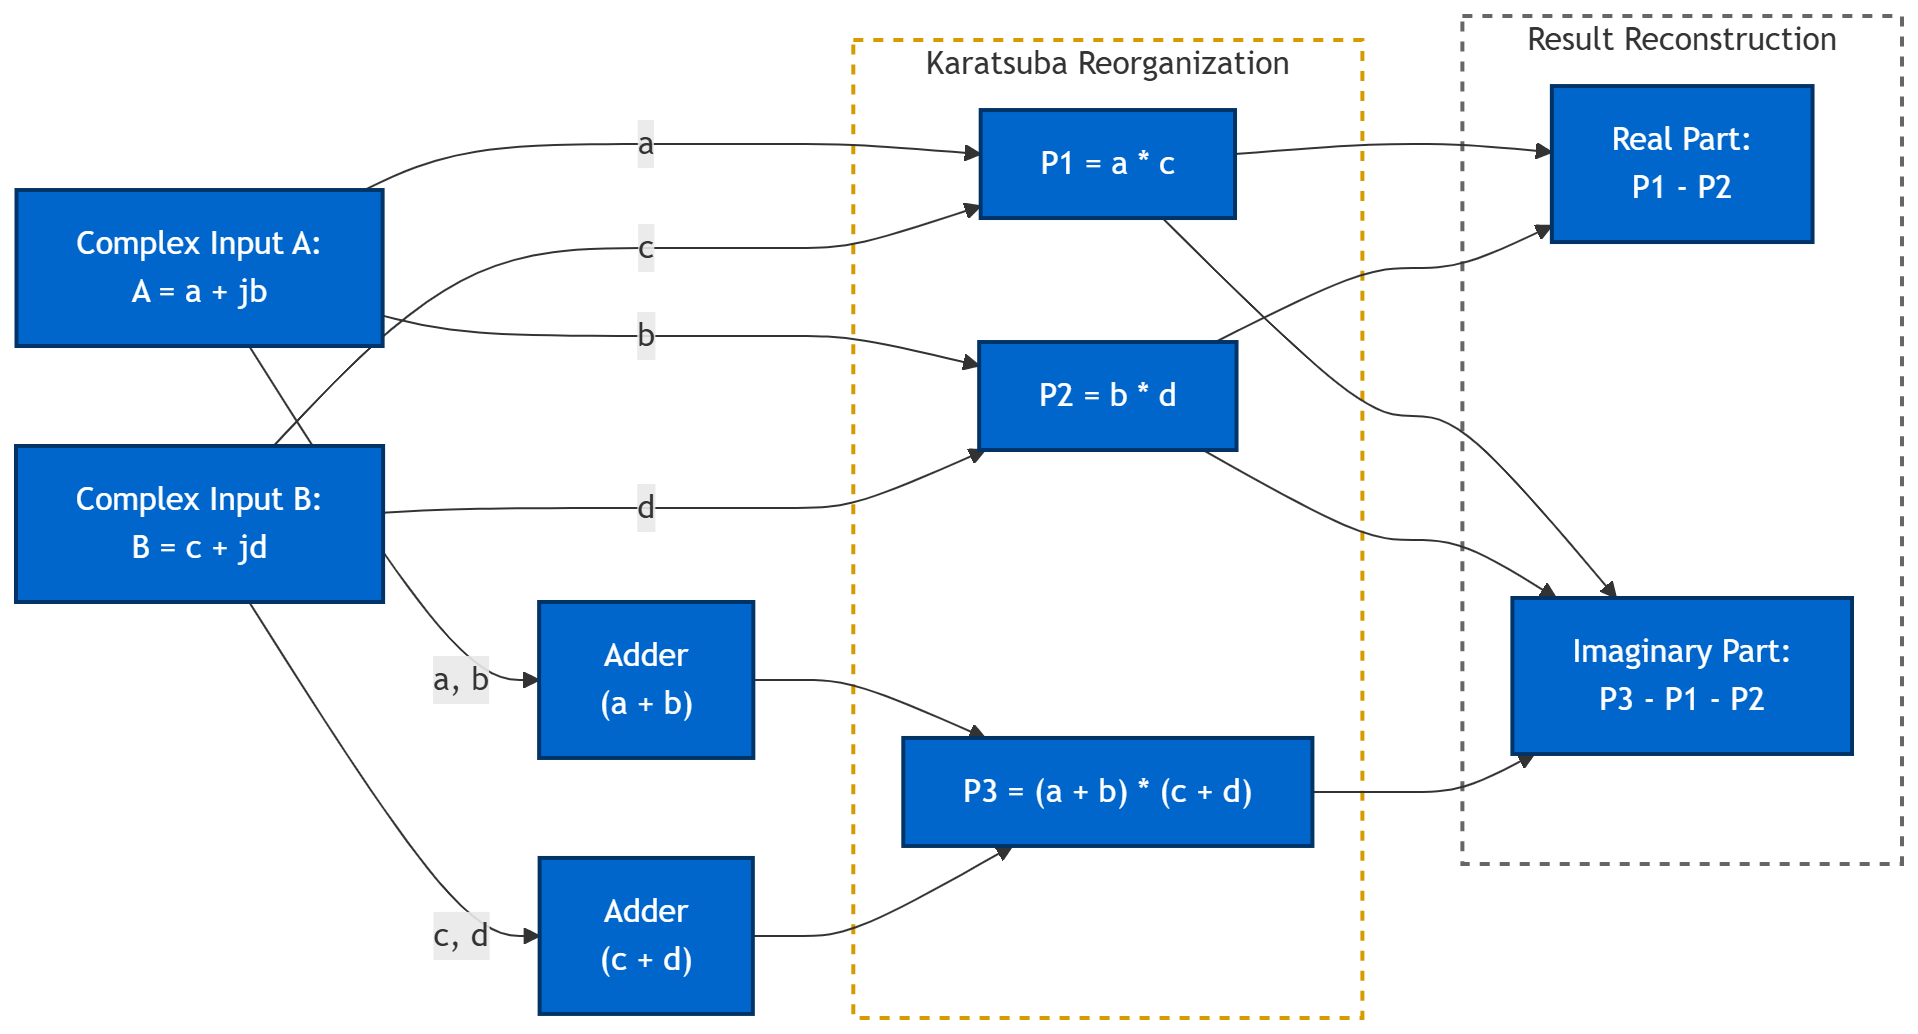 Karatsuba Reorganization
Result Reconstruction
Complex Input A:
A = a + jb
Complex Input B:
B = c + jd
a
c
b
d
a, b
c, d
Adder
(a + b)
Adder
(c + d)
P1 = a * c
P2 = b * d
P3 = (a + b) * (c + d)
Real Part:
P1 - P2
Imaginary Part:
P3 - P1 - P2